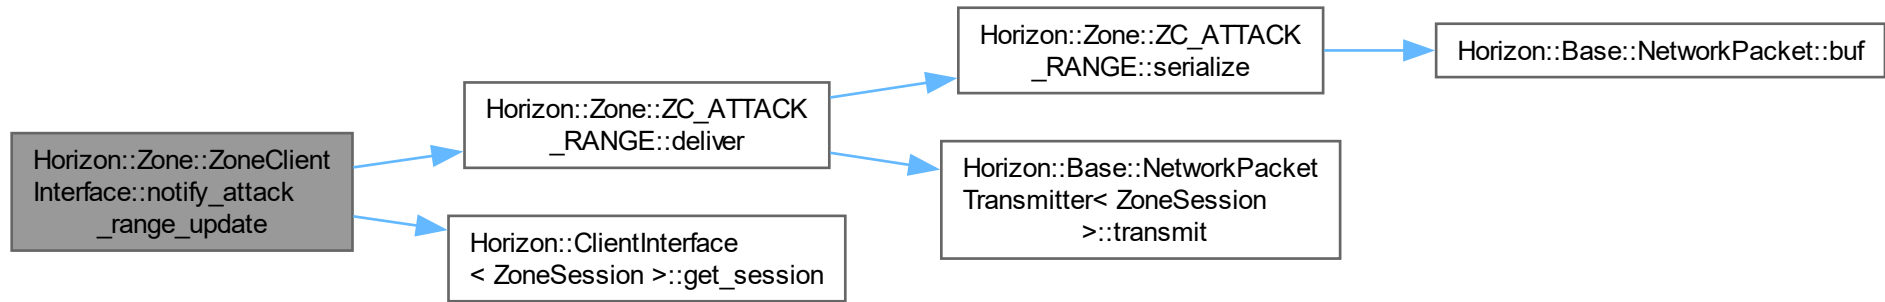 Horizon::Zone::ZoneClient
Interface::notify_attack
_range_update
Horizon::Zone::ZC_ATTACK
_RANGE::deliver
Horizon::Zone::ZC_ATTACK
_RANGE::serialize
Horizon::Base::NetworkPacket::buf
Horizon::Base::NetworkPacket
Transmitter< ZoneSession
>::transmit
Horizon::ClientInterface
< ZoneSession >::get_session